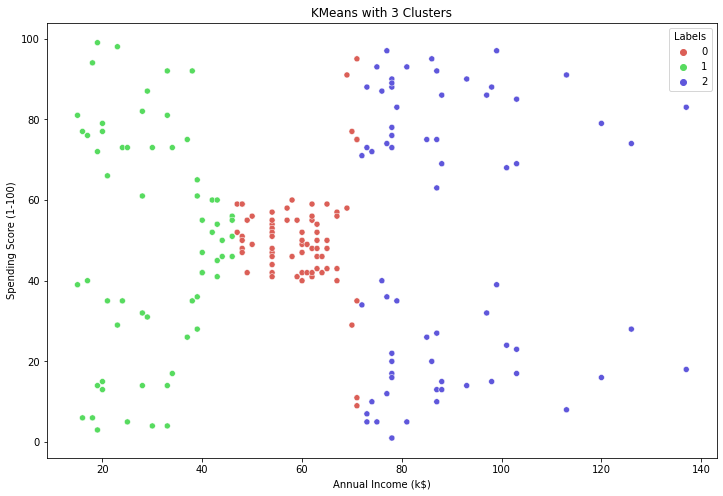 KMeans with 3 Clusters
Labels
0
1
2
100
80
60
40
20
0
Spending Score (1-100)
20 40 60 80 100 120 140
Annual Income (k$)